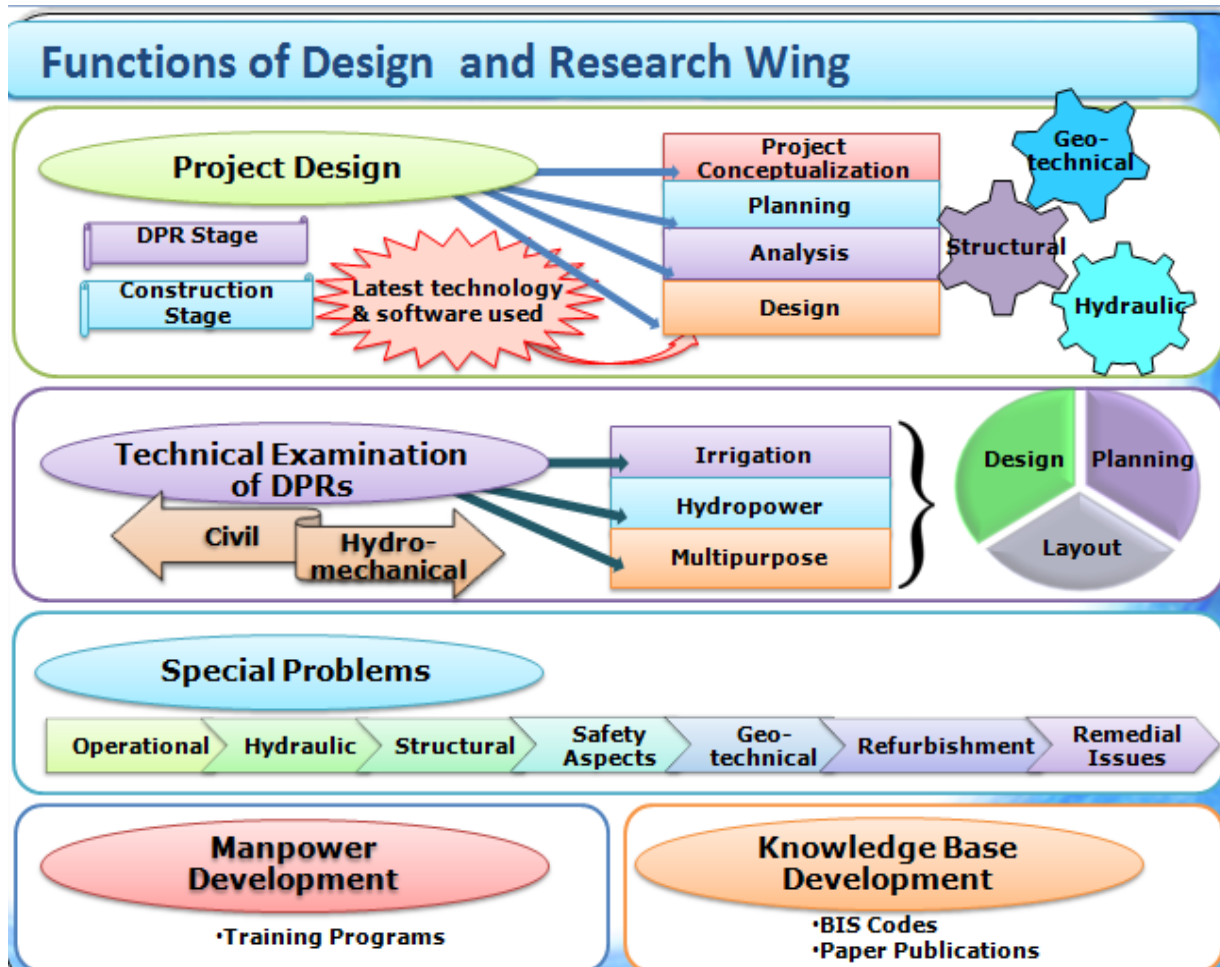 Functions of Design and Research Wing
Project Design
DPR Stage
Construction
Stage
Latest technology
& software used
Project
Conceptualization
Planning
Analysis
Design
Geo-
technical
Structural
Hydraulic
Technical Examination
of DPRs
Civil
Hydro-
mechanical
Irrigation
Hydropower
Multipurpose
Design
Planning
Layout
Special Problems
Operational
Hydraulic
Structural
Safety
Aspects
Geo-
technical
Refurbishment
Remedial
Issues
Manpower
Development
•Training Programs
Knowledge Base
Development
•BIS Codes
•Paper Publications